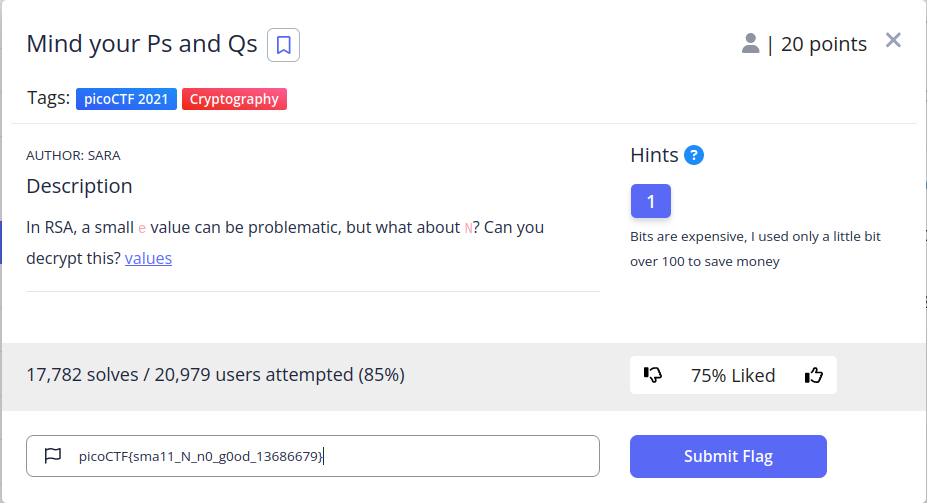 Mind your Ps and Qs
| 20 points
Tags: picoCTF 2021 Cryptography
AUTHOR: SARA
Description
In RSA, a small e value can be problematic, but what about N? Can you
decrypt this? values
Hints ?
1
Bits are expensive, I used only a little bit
over 100 to save money
17,782 solves / 20,979 users attempted (85%)
75% Liked
picoCTF{sma11_N_n0_g0od_13686679}
Submit Flag